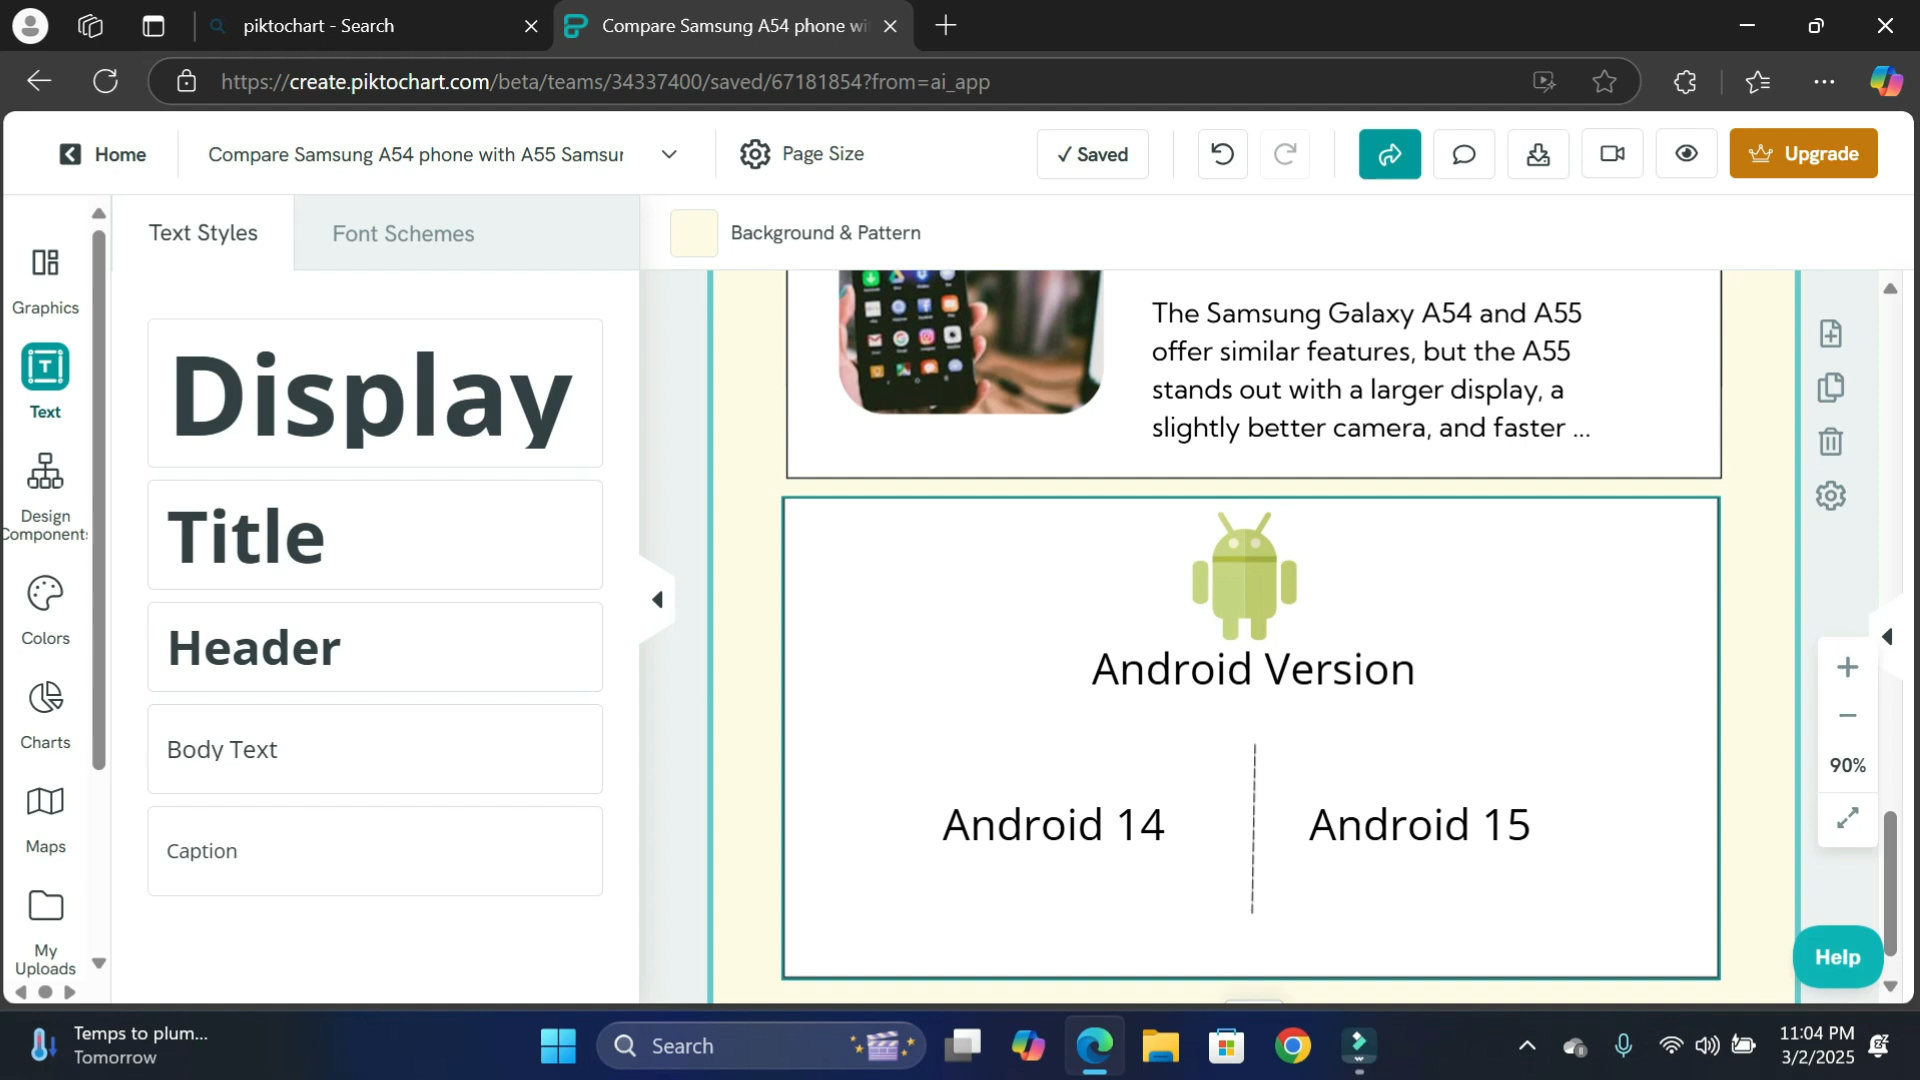 piktochart - Search
Compare Samsung A54 phone wi
https://create.piktochart.com/beta/teams/34337400/saved/67181854?from=ai_app
Home
Compare Samsung A54 phone with A55 Samsur
Page Size
✓ Saved
Upgrade
Text Styles
Font Schemes
Background & Pattern
Graphics
Text
Design
Component
Colors
Charts
Maps
My
Uploads
Display
Title
Header
Body Text
Caption
The Samsung Galaxy A54 and A55
offer similar features, but the A55
stands out with a larger display, a
slightly better camera, and faster ...
Android Version
Android 14
Android 15
90%
Help
Temps to plum...
Tomorrow
Search
11:04 PM
3/2/2025